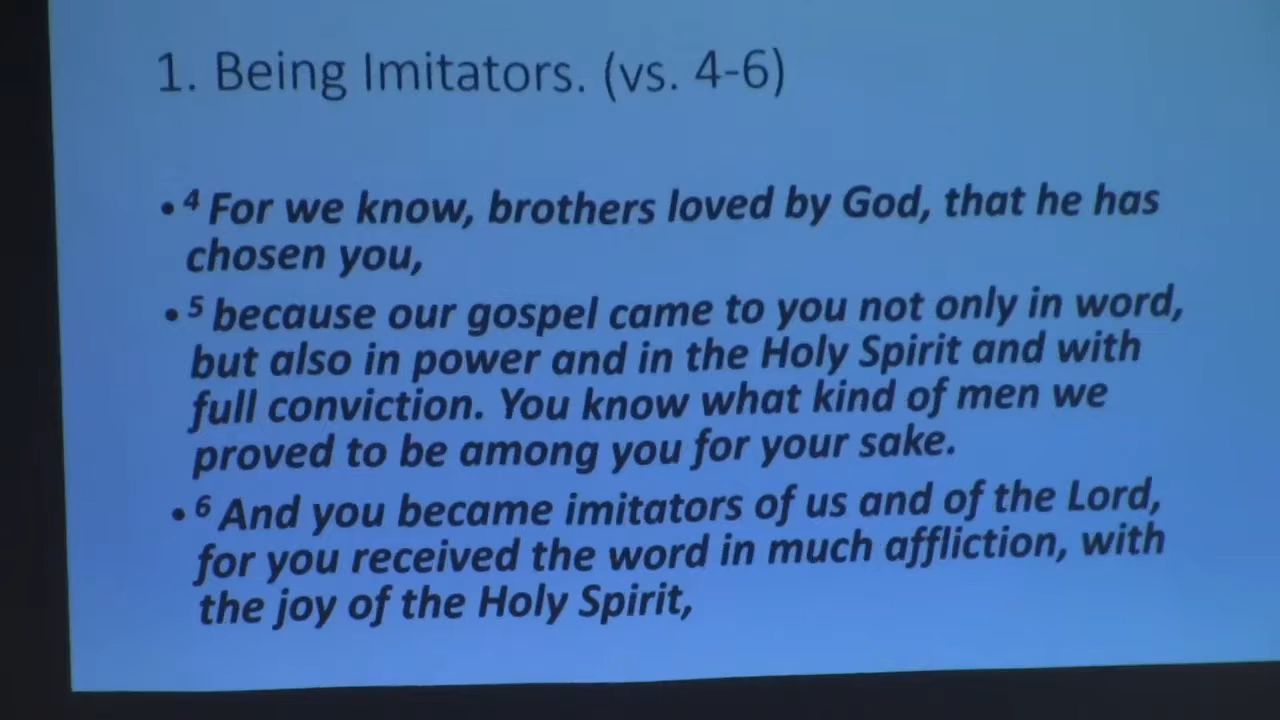 1. Being Imitators. (vs. 4-6)
• 4 For we know, brothers loved by God, that he has
chosen you,
• 5 because our gospel came to you not only in word,
but also in power and in the Holy Spirit and with
full conviction. You know what kind of men we
proved to be among you for your sake.
• 6 And you became imitators of us and of the Lord,
for you received the word in much affliction, with
the joy of the Holy Spirit,